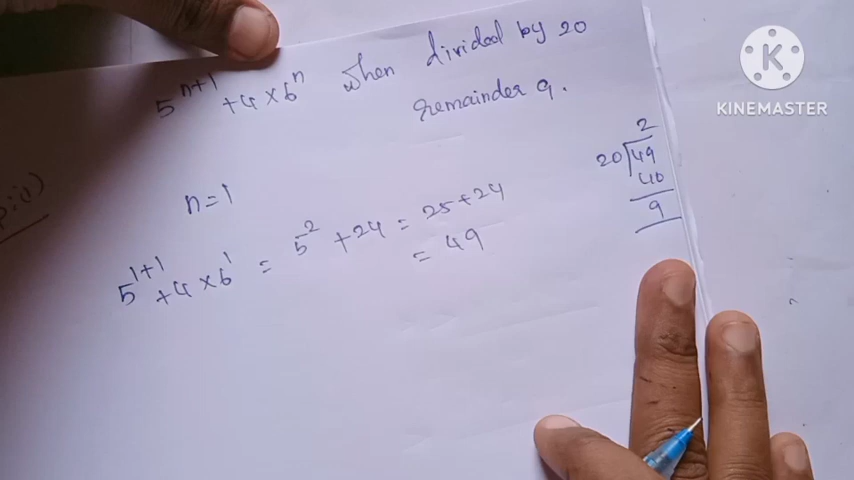 5^{n+1} + 4 × 6^n when divided by 20
remainder 9.
K
KINEMASTER
n=1
5^{1+1} + 4 × 6^1 = 5^2 + 24 = 25+24
= 49
2
20)49
40
9